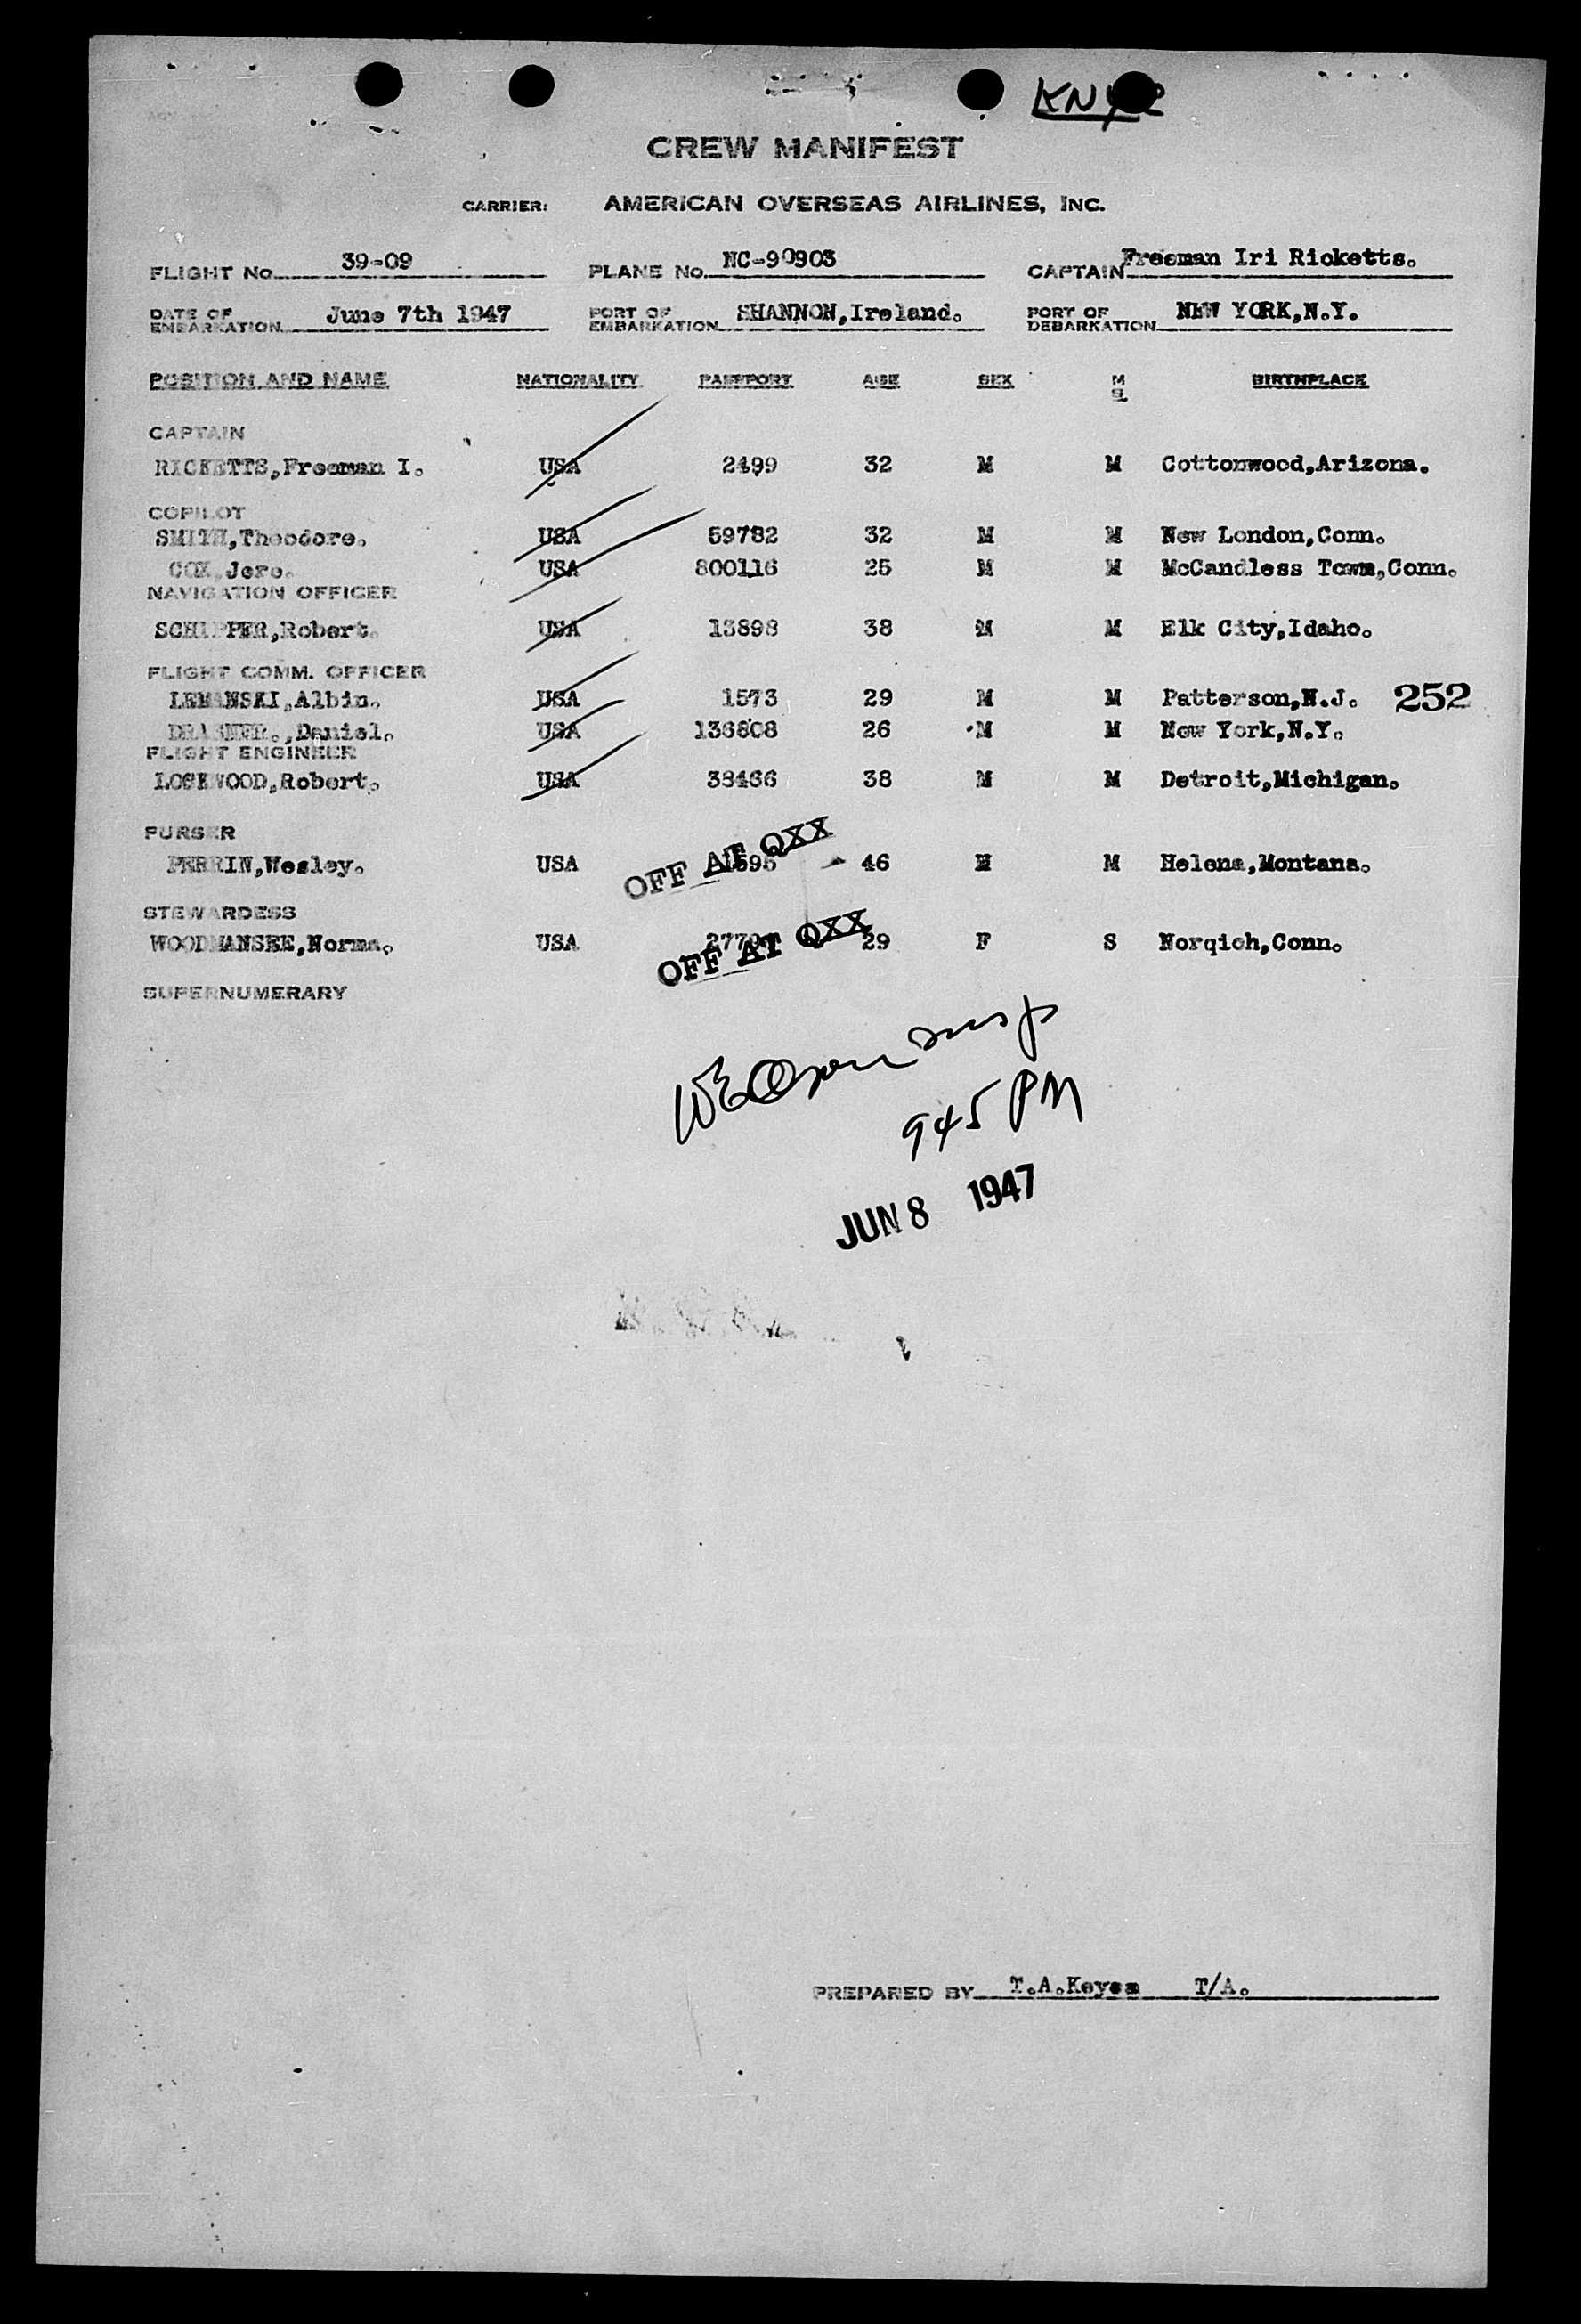 CREW MANIFEST
CARRIER: AMERICAN OVERSEAS AIRLINES, INC.
FLIGHT No. 39-09 PLANE No. NC-90903 CAPTAIN Freeman Iri Ricketts.
DATE OF EMBARKATION June 7th 1947 PORT OF EMBARKATION SHANNON,Ireland. PORT OF DEBARKATION NEW YORK,N.Y.
POSITION AND NAME NATIONALITY PASSPORT AGE SEX M S. BIRTHPLACE
CAPTAIN
RICKETTS,Freeman I. USA 2499 32 M M Cottonwood,Arizona.
COPILOT
SMITH,Theodore. USA 59782 32 M M New London,Conn.
COX,Jere. USA 800116 25 M M McCandless Town,Conn.
NAVIGATION OFFICER
SCHIPPER,Robert. USA 13898 38 M M Elk City,Idaho.
FLIGHT COMM. OFFICER
LEMANSKI,Albin. USA 1573 29 M M Patterson,N.J. 252
Daniel. USA 136808 26 M M New York,N.Y.
FLIGHT ENGINEER
LOCKWOOD,Robert. USA 38466 38 M M Detroit,Michigan.
PURSER
PERRIN,Wesley. USA OFF AT QXX 46 M M Helena,Montana.
STEWARDESS
WOODMANSEE,Norma. USA OFF AT QXX 29 F S Norqich,Conn.
SUPERNUMERARY
945 PM
JUN 8 1947
PREPARED BY T.A.Keyes T/A.